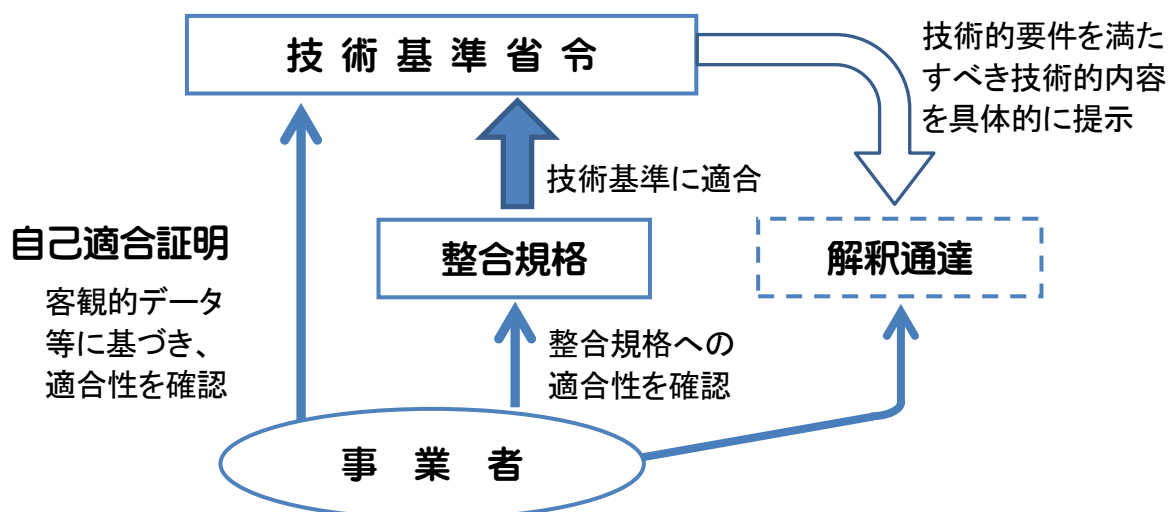 技術基準省令
技術的要件を満た
すべき技術的内容
を具体的に提示
技術基準に適合
自己適合証明
客観的データ
等に基づき、
適合性を確認
整合規格
解釈通達
整合規格への
適合性を確認
事業者